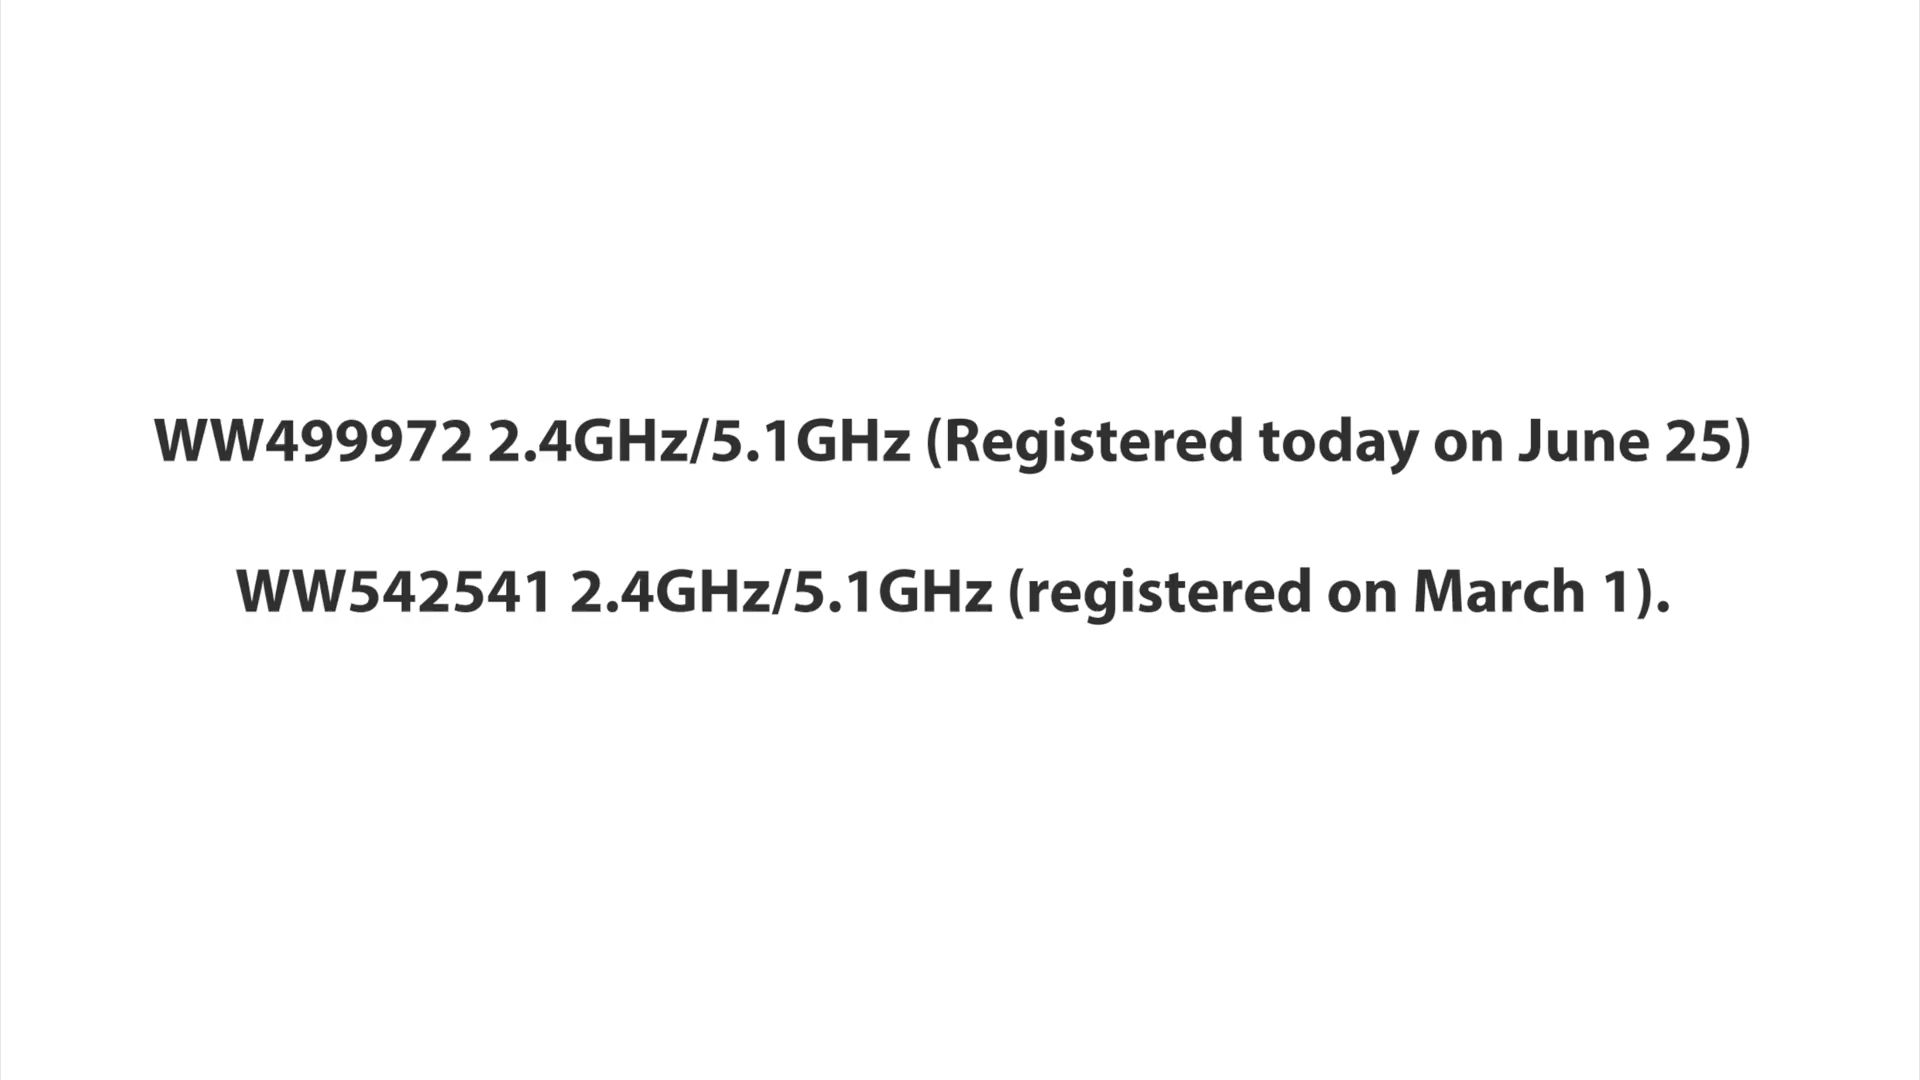 WW499972 2.4GHz/5.1GHz (Registered today on June 25)
WW542541 2.4GHz/5.1GHz (registered on March 1).